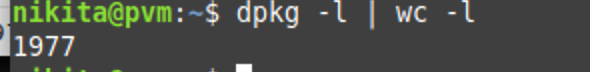 nikita@pvm:~$ dpkg -l | wc -l
1977